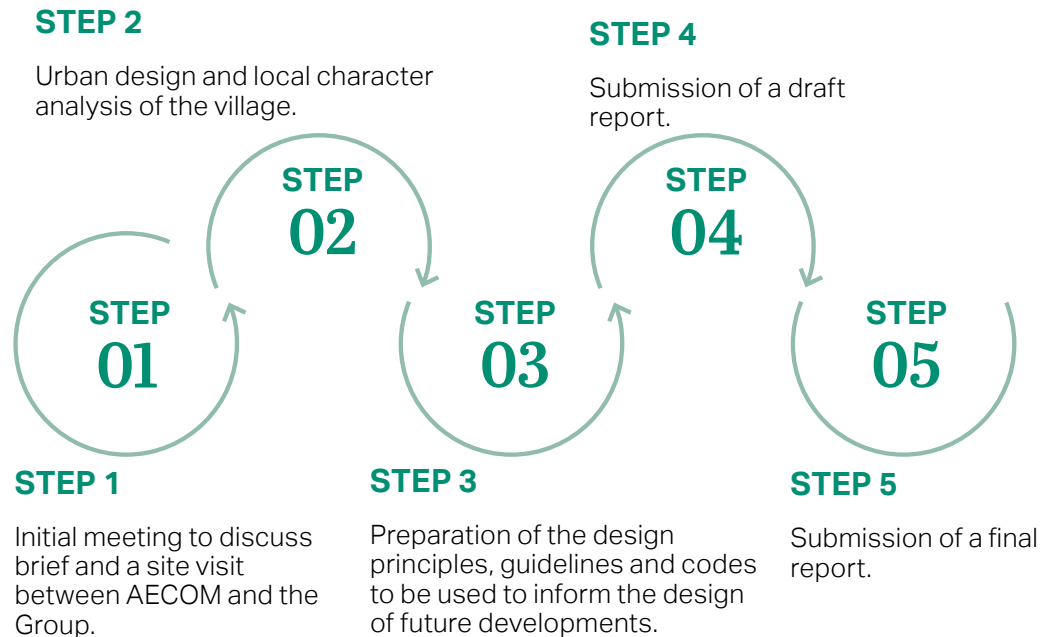 STEP 2
Urban design and local character
analysis of the village.
STEP 4
Submission of a draft
report.
STEP
02
STEP
04
STEP
01
STEP
03
STEP
05
STEP 1
Initial meeting to discuss
brief and a site visit
between AECOM and the
Group.
STEP 3
Preparation of the design
principles, guidelines and codes
to be used to inform the design
of future developments.
STEP 5
Submission of a final
report.